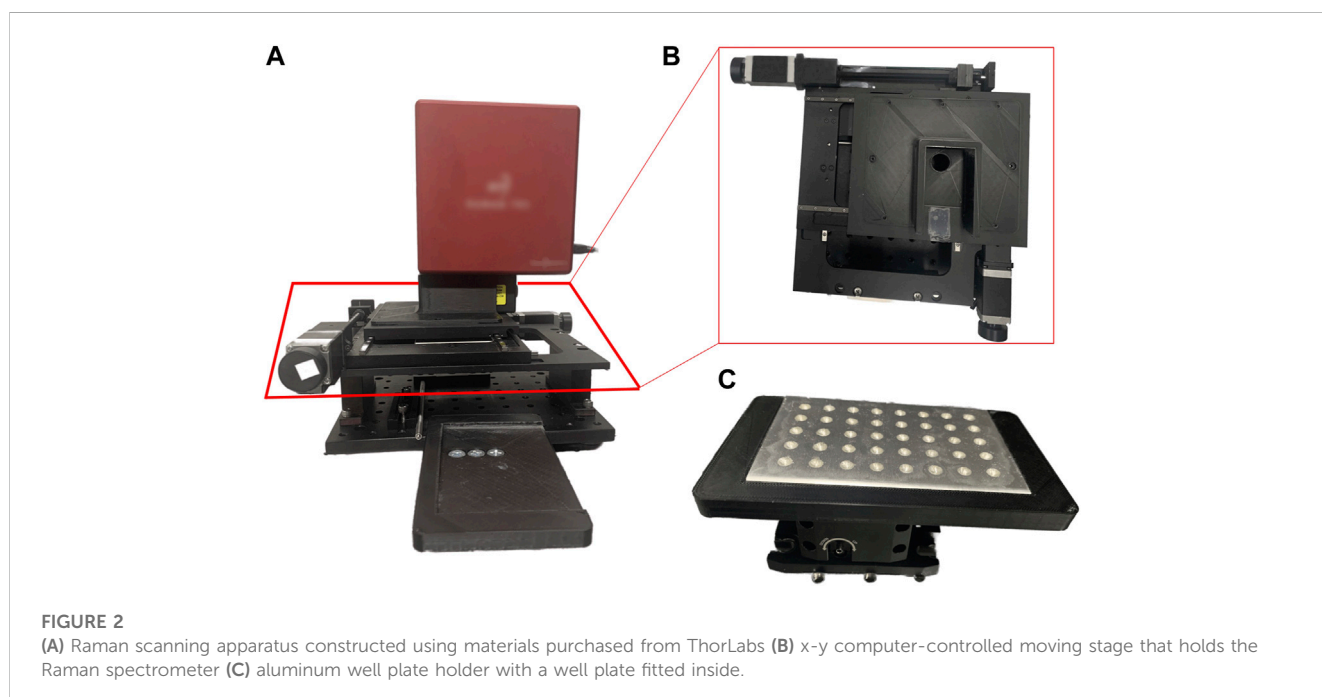 A
B
C
FIGURE 2
(A) Raman scanning apparatus constructed using materials purchased from ThorLabs (B) x-y computer-controlled moving stage that holds the
Raman spectrometer (C) aluminum well plate holder with a well plate fitted inside.